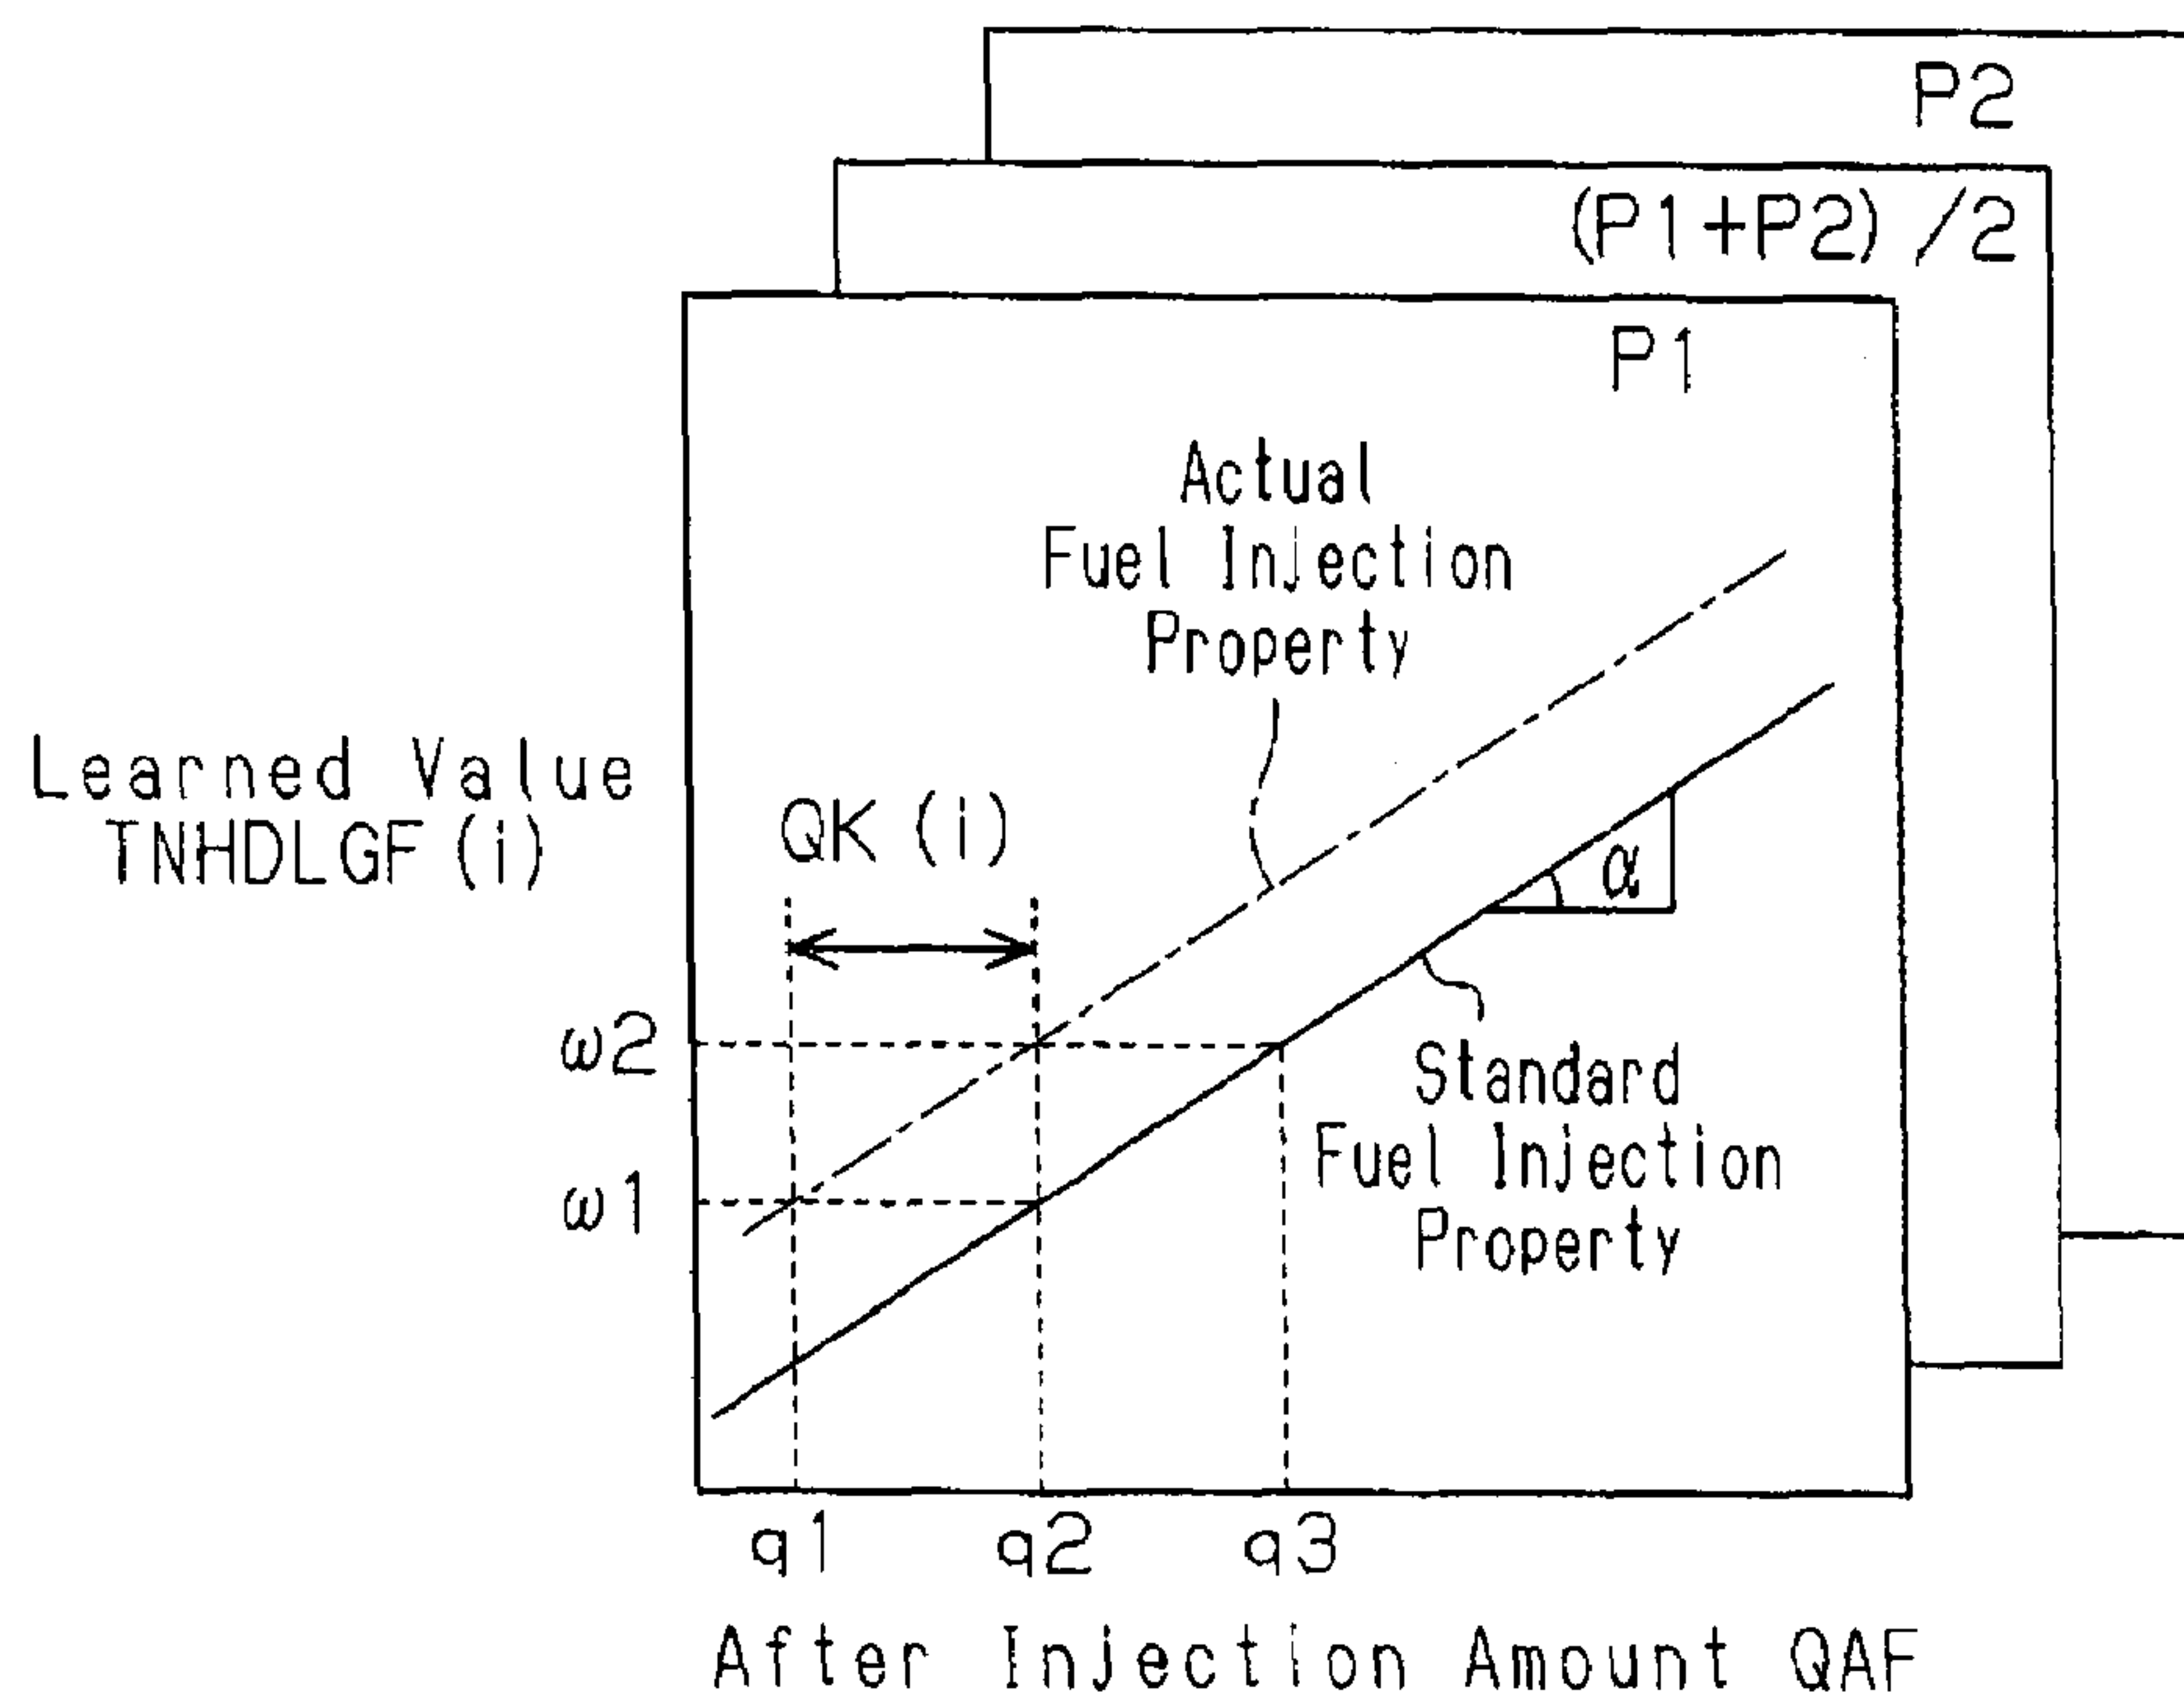 P2
(P1+P2)/2
P1
Actual
Fuel Injection
Property
Learned Value
TNHDLGF(i)
QK(i)
α
ω2
Standard
Fuel Injection
Property
ω1
q1 q2 q3
After Injection Amount QAF